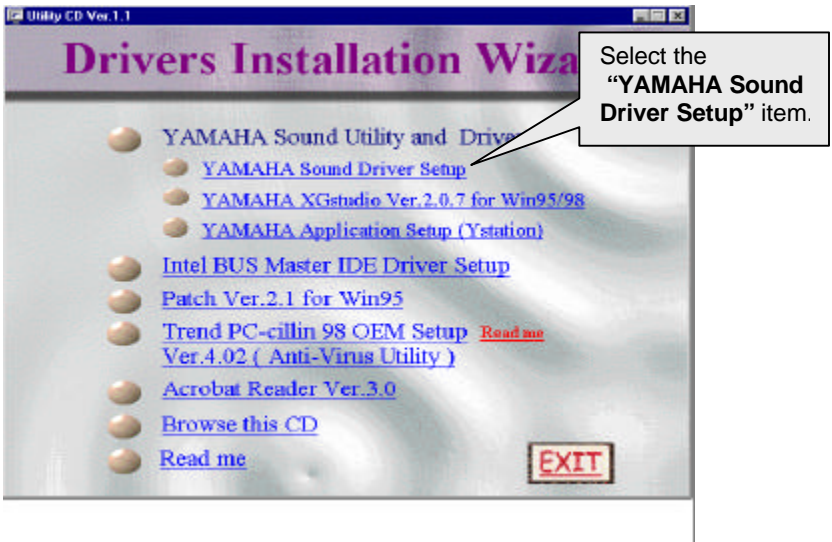 Utility CD Ver.1.1
Drivers Installation Wiza
Select the
“YAMAHA Sound
Driver Setup” item.
YAMAHA Sound Utility and Driver
YAMAHA Sound Driver Setup
YAMAHA XGstudio Ver.2.0.7 for Win95/98
YAMAHA Application Setup (Ystation)
Intel BUS Master IDE Driver Setup
Patch Ver.2.1 for Win95
Trend PC-cillin 98 OEM Setup Read me
Ver.4.02 ( Anti-Virus Utility )
Acrobat Reader Ver.3.0
Browse this CD
Read me
EXIT